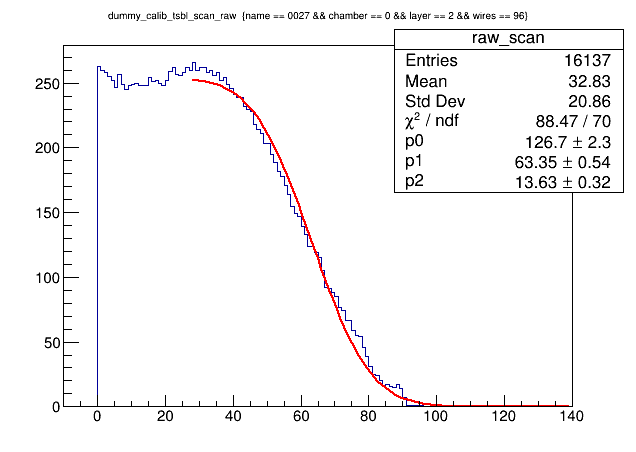 dummy_calib_tsbl_scan_raw {name == 0027 && chamber == 0 && layer == 2 && wires == 96}
raw_scan
Entries 16137
Mean 32.83
Std Dev 20.86
χ² / ndf 88.47 / 70
p0 126.7 ± 2.3
p1 63.35 ± 0.54
p2 13.63 ± 0.32
250
200
150
100
50
0
0 20 40 60 80 100 120 140